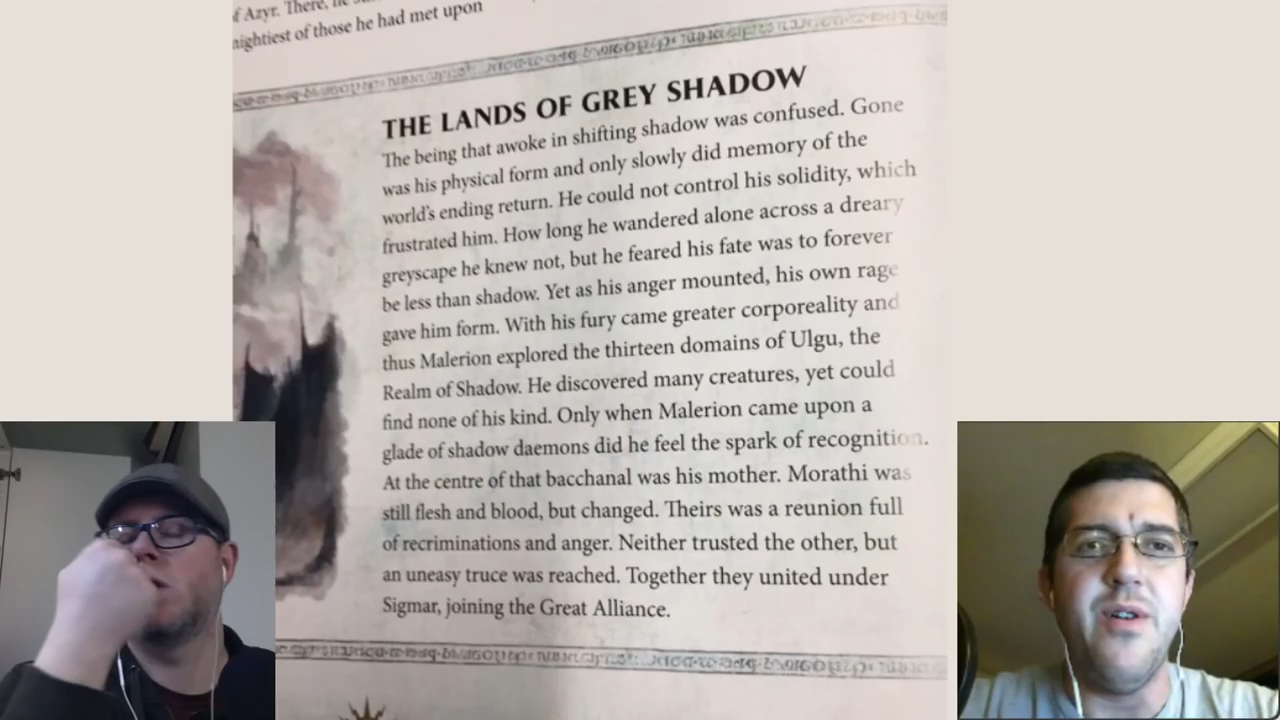 of Azyr. There, he
mightiest of those he had met upon
THE LANDS OF GREY SHADOW
The being that awoke in shifting shadow was confused. Gone
was his physical form and only slowly did memory of the
world's ending return. He could not control his solidity, which
frustrated him. How long he wandered alone across a dreary
greyscape he knew not, but he feared his fate was to forever
be less than shadow. Yet as his anger mounted, his own rage
gave him form. With his fury came greater corporeality and
thus Malerion explored the thirteen domains of Ulgu, the
Realm of Shadow. He discovered many creatures, yet could
find none of his kind. Only when Malerion came upon a
glade of shadow daemons did he feel the spark of recognition.
At the centre of that bacchanal was his mother. Morathi was
still flesh and blood, but changed. Theirs was a reunion full
of recriminations and anger. Neither trusted the other, but
an uneasy truce was reached. Together they united under
Sigmar, joining the Great Alliance.